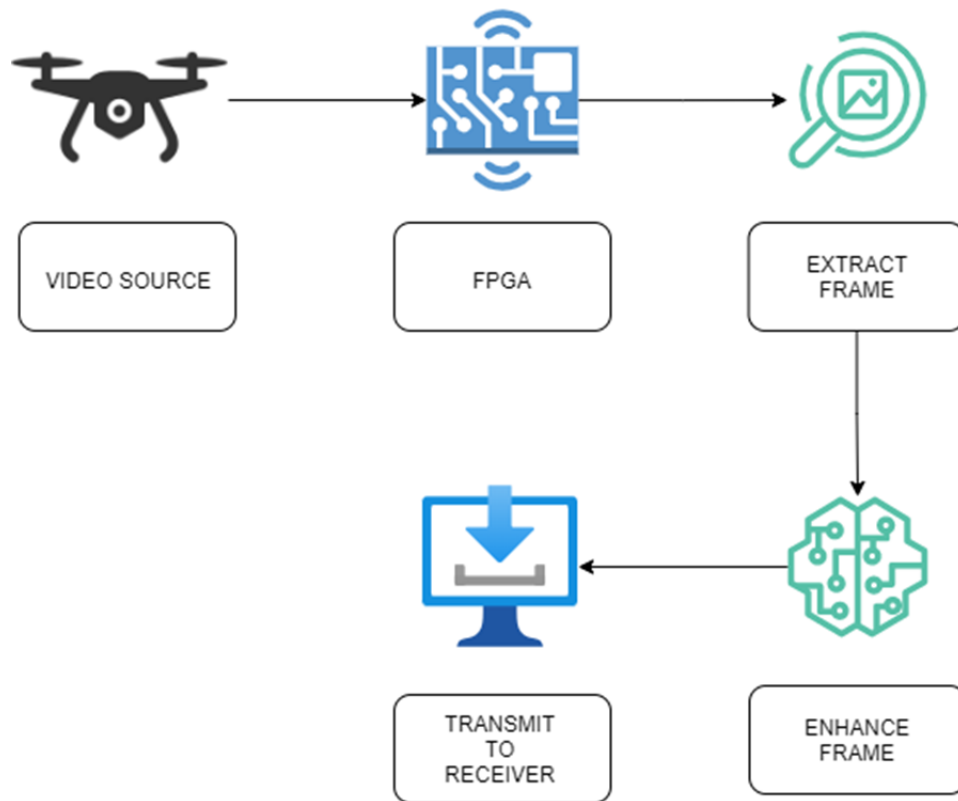 VIDEO SOURCE
FPGA
EXTRACT
FRAME
TRANSMIT
TO
RECEIVER
ENHANCE
FRAME